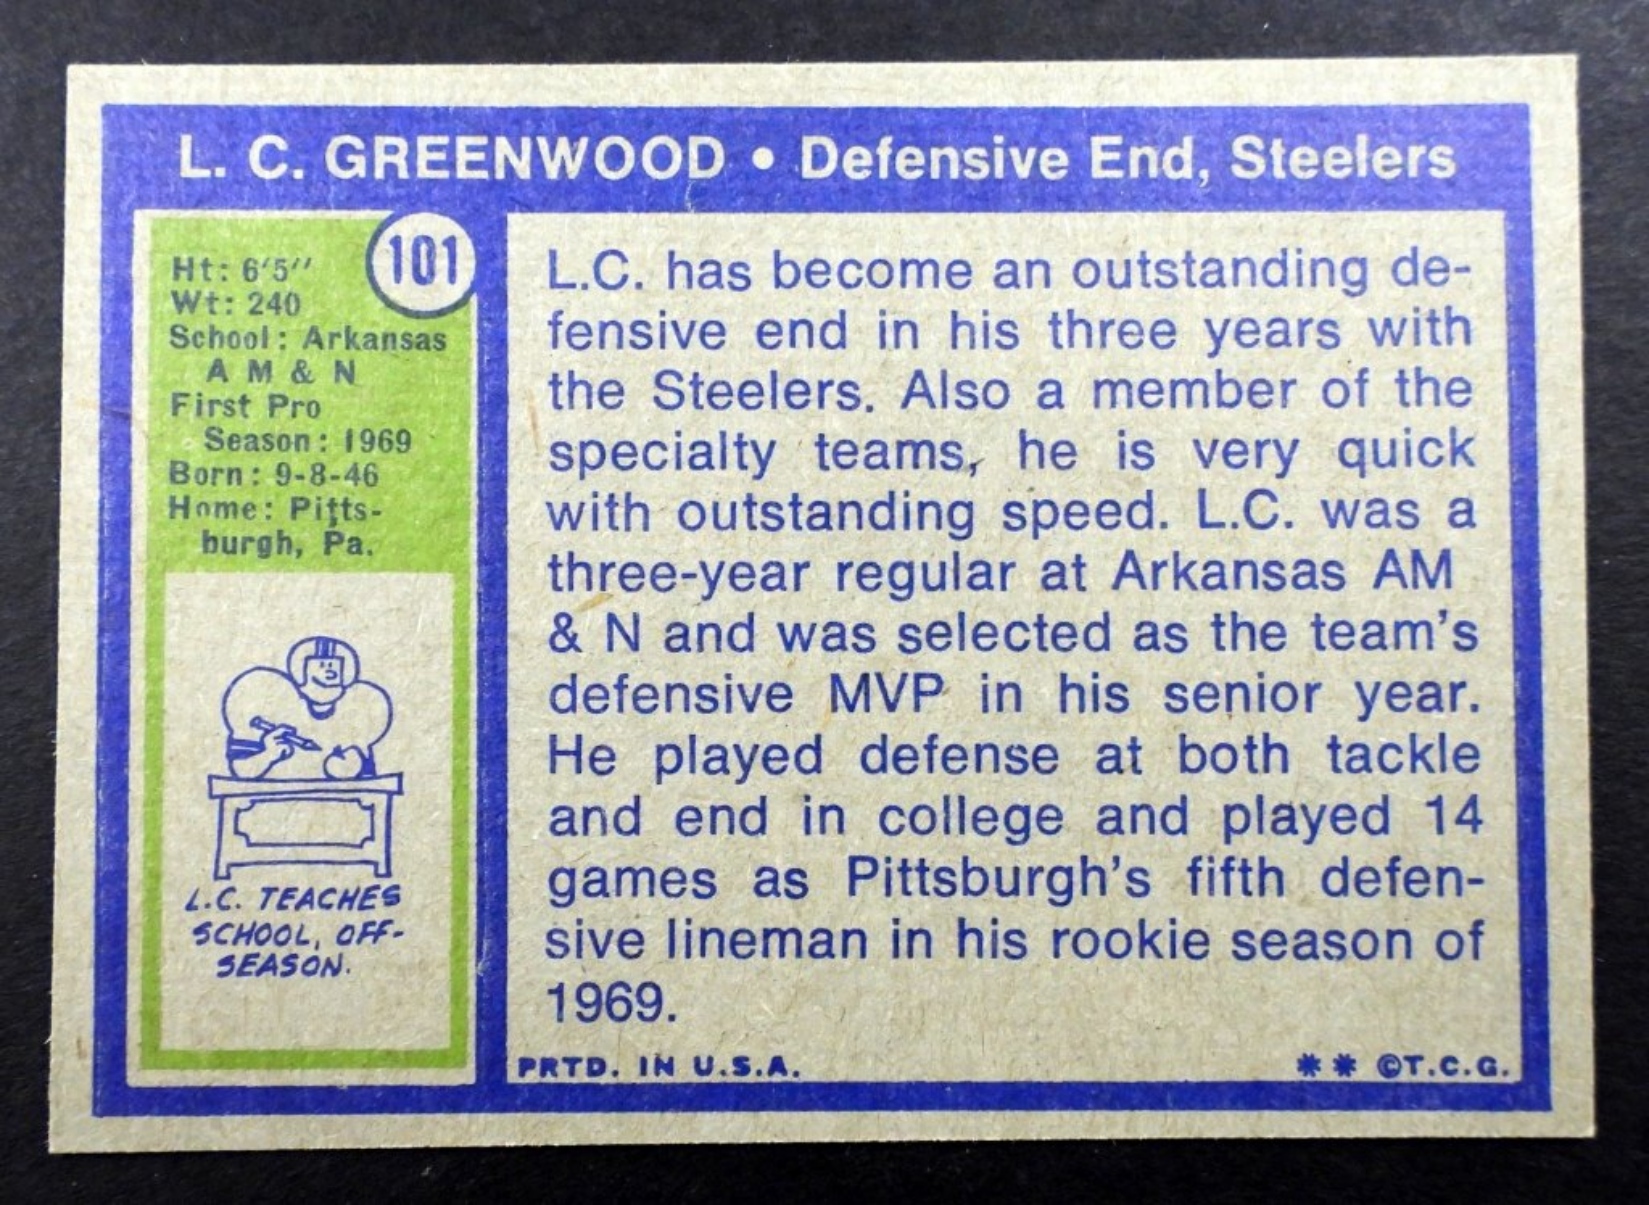 L. C. GREENWOOD • Defensive End, Steelers
101
Ht: 6'5"
Wt: 240
School: Arkansas
A M & N
First Pro
Season: 1969
Born: 9-8-46
Home: Pitts-
burgh, Pa.
L.C. TEACHES
SCHOOL, OFF-
SEASON.
L.C. has become an outstanding de-
fensive end in his three years with
the Steelers. Also a member of the
specialty teams, he is very quick
with outstanding speed. L.C. was a
three-year regular at Arkansas AM
& N and was selected as the team's
defensive MVP in his senior year.
He played defense at both tackle
and end in college and played 14
games as Pittsburgh's fifth defen-
sive lineman in his rookie season of
1969.
PRTD. IN U.S.A.
** ©T.C.G.